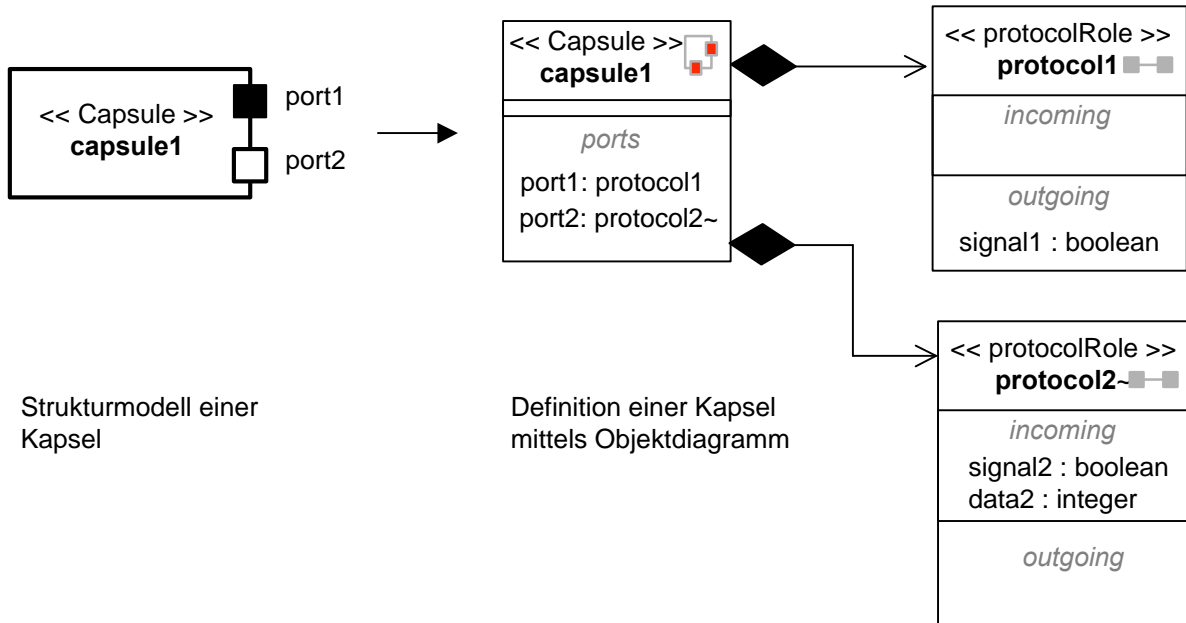 << Capsule >>
capsule1
port1
port2
<< Capsule >>
capsule1
ports
port1: protocol1
port2: protocol2~
<< protocolRole >>
protocol1
incoming
outgoing
signal1 : boolean
<< protocolRole >>
protocol2~
incoming
signal2 : boolean
data2 : integer
outgoing
Strukturmodell einer
Kapsel
Definition einer Kapsel
mittels Objektdiagramm